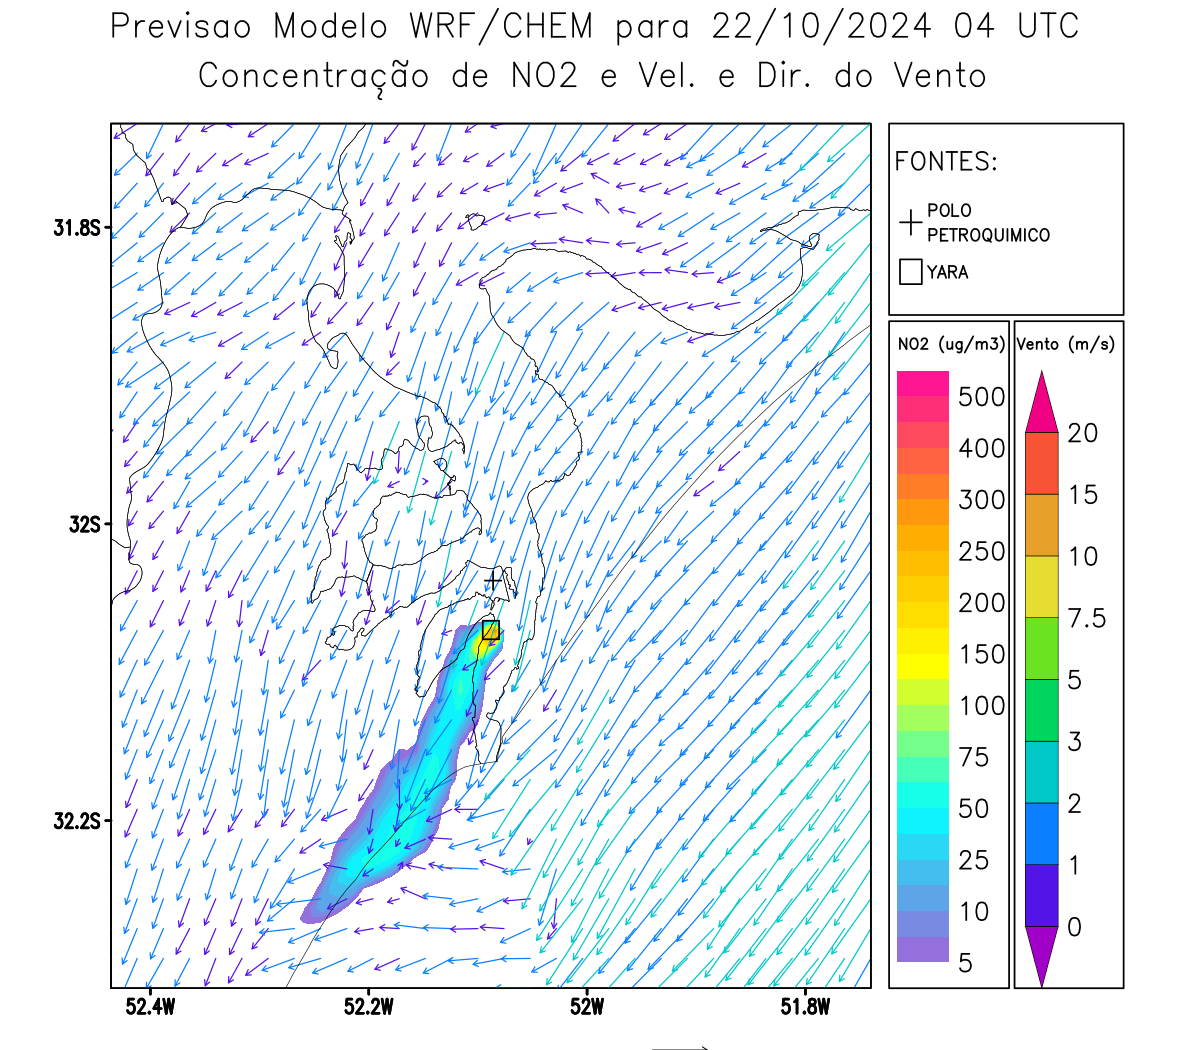 Previsao Modelo WRF/CHEM para 22/10/2024 04 UTC
Concentração de NO2 e Vel. e Dir. do Vento
FONTES:
POLO
PETROQUIMICO
YARA
NO2 (ug/m3)
500
400
300
250
200
150
100
75
50
25
10
5
Vento (m/s)
20
15
10
7.5
5
3
2
1
0
31.8S
32S
32.2S
52.4W
52.2W
52W
51.8W